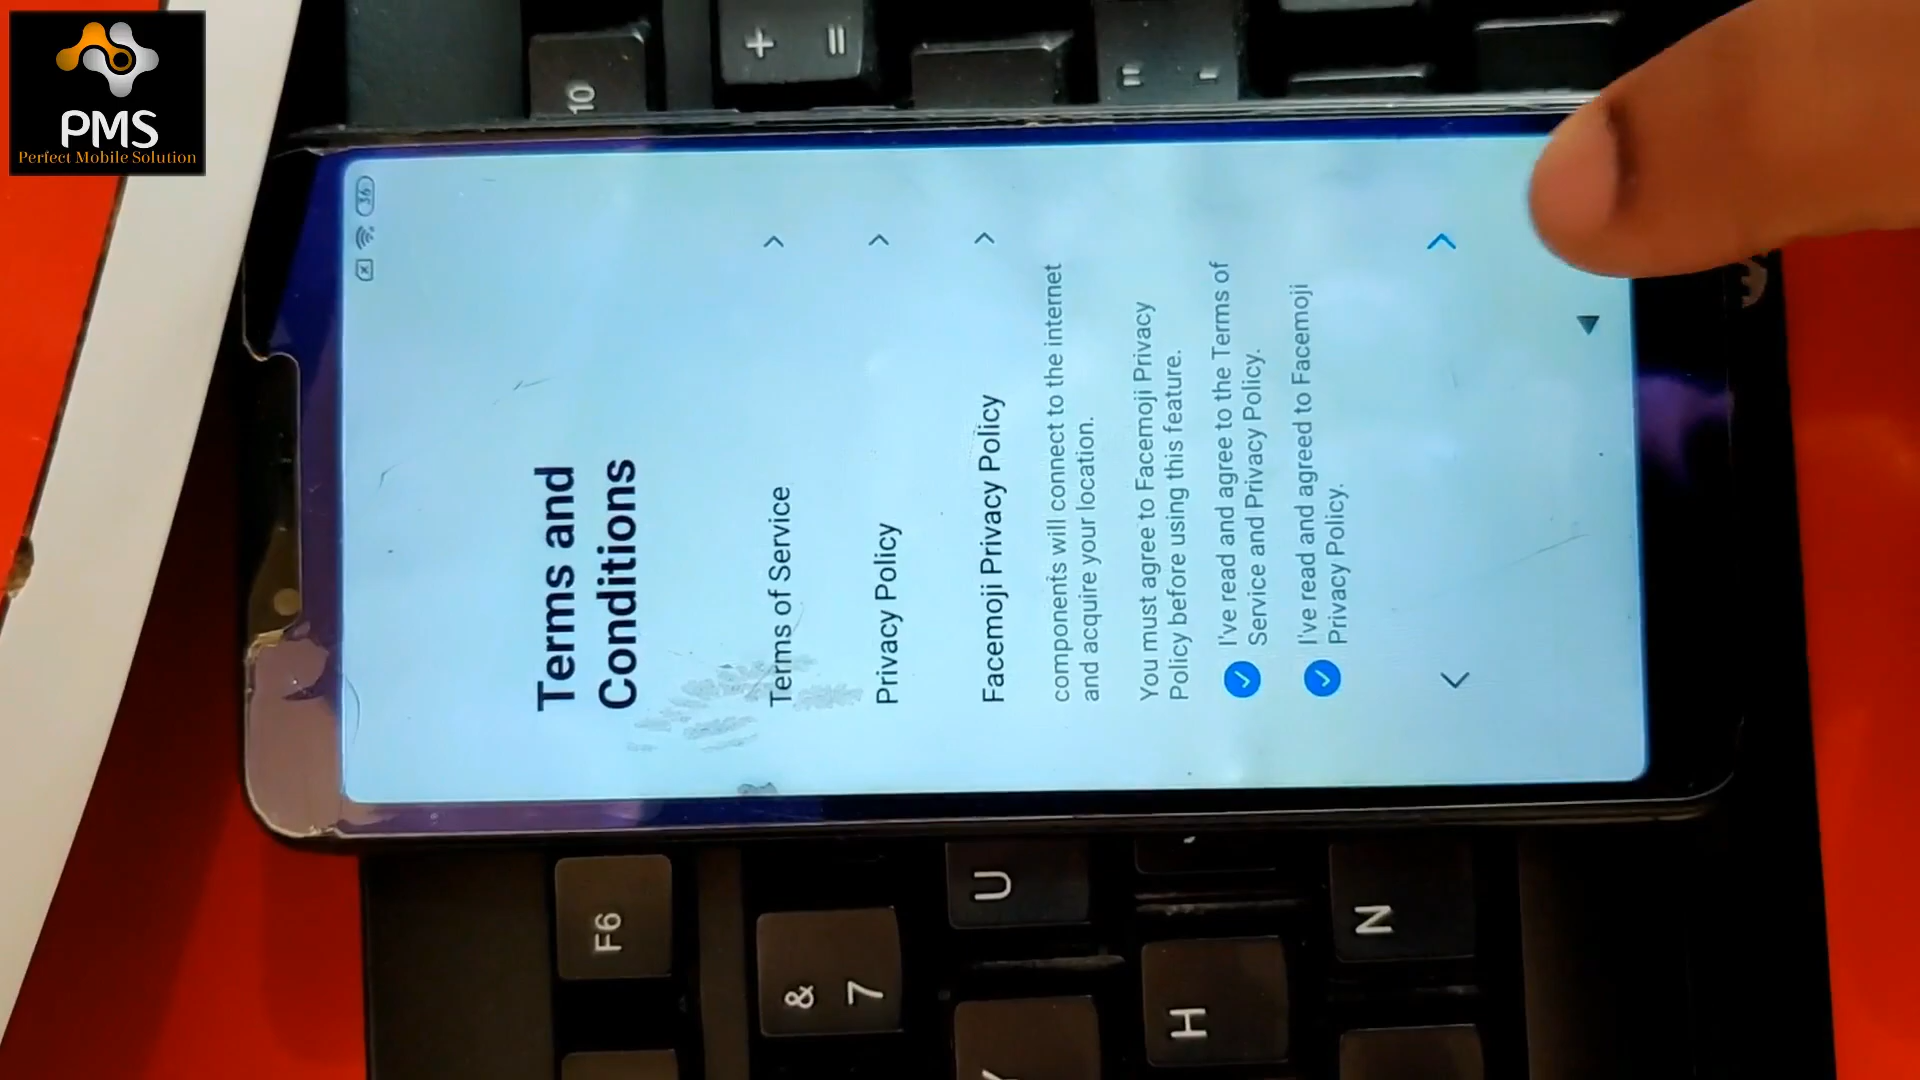 PMS
Perfect Mobile Solution
36
Terms and
Conditions
Terms of Service
Privacy Policy
Facemoji Privacy Policy
components will connect to the internet
and acquire your location.
You must agree to Facemoji Privacy
Policy before using this feature.
I've read and agree to the Terms of
Service and Privacy Policy.
I've read and agreed to Facemoji
Privacy Policy.
10
+ =
F6
& 7
U
H
N